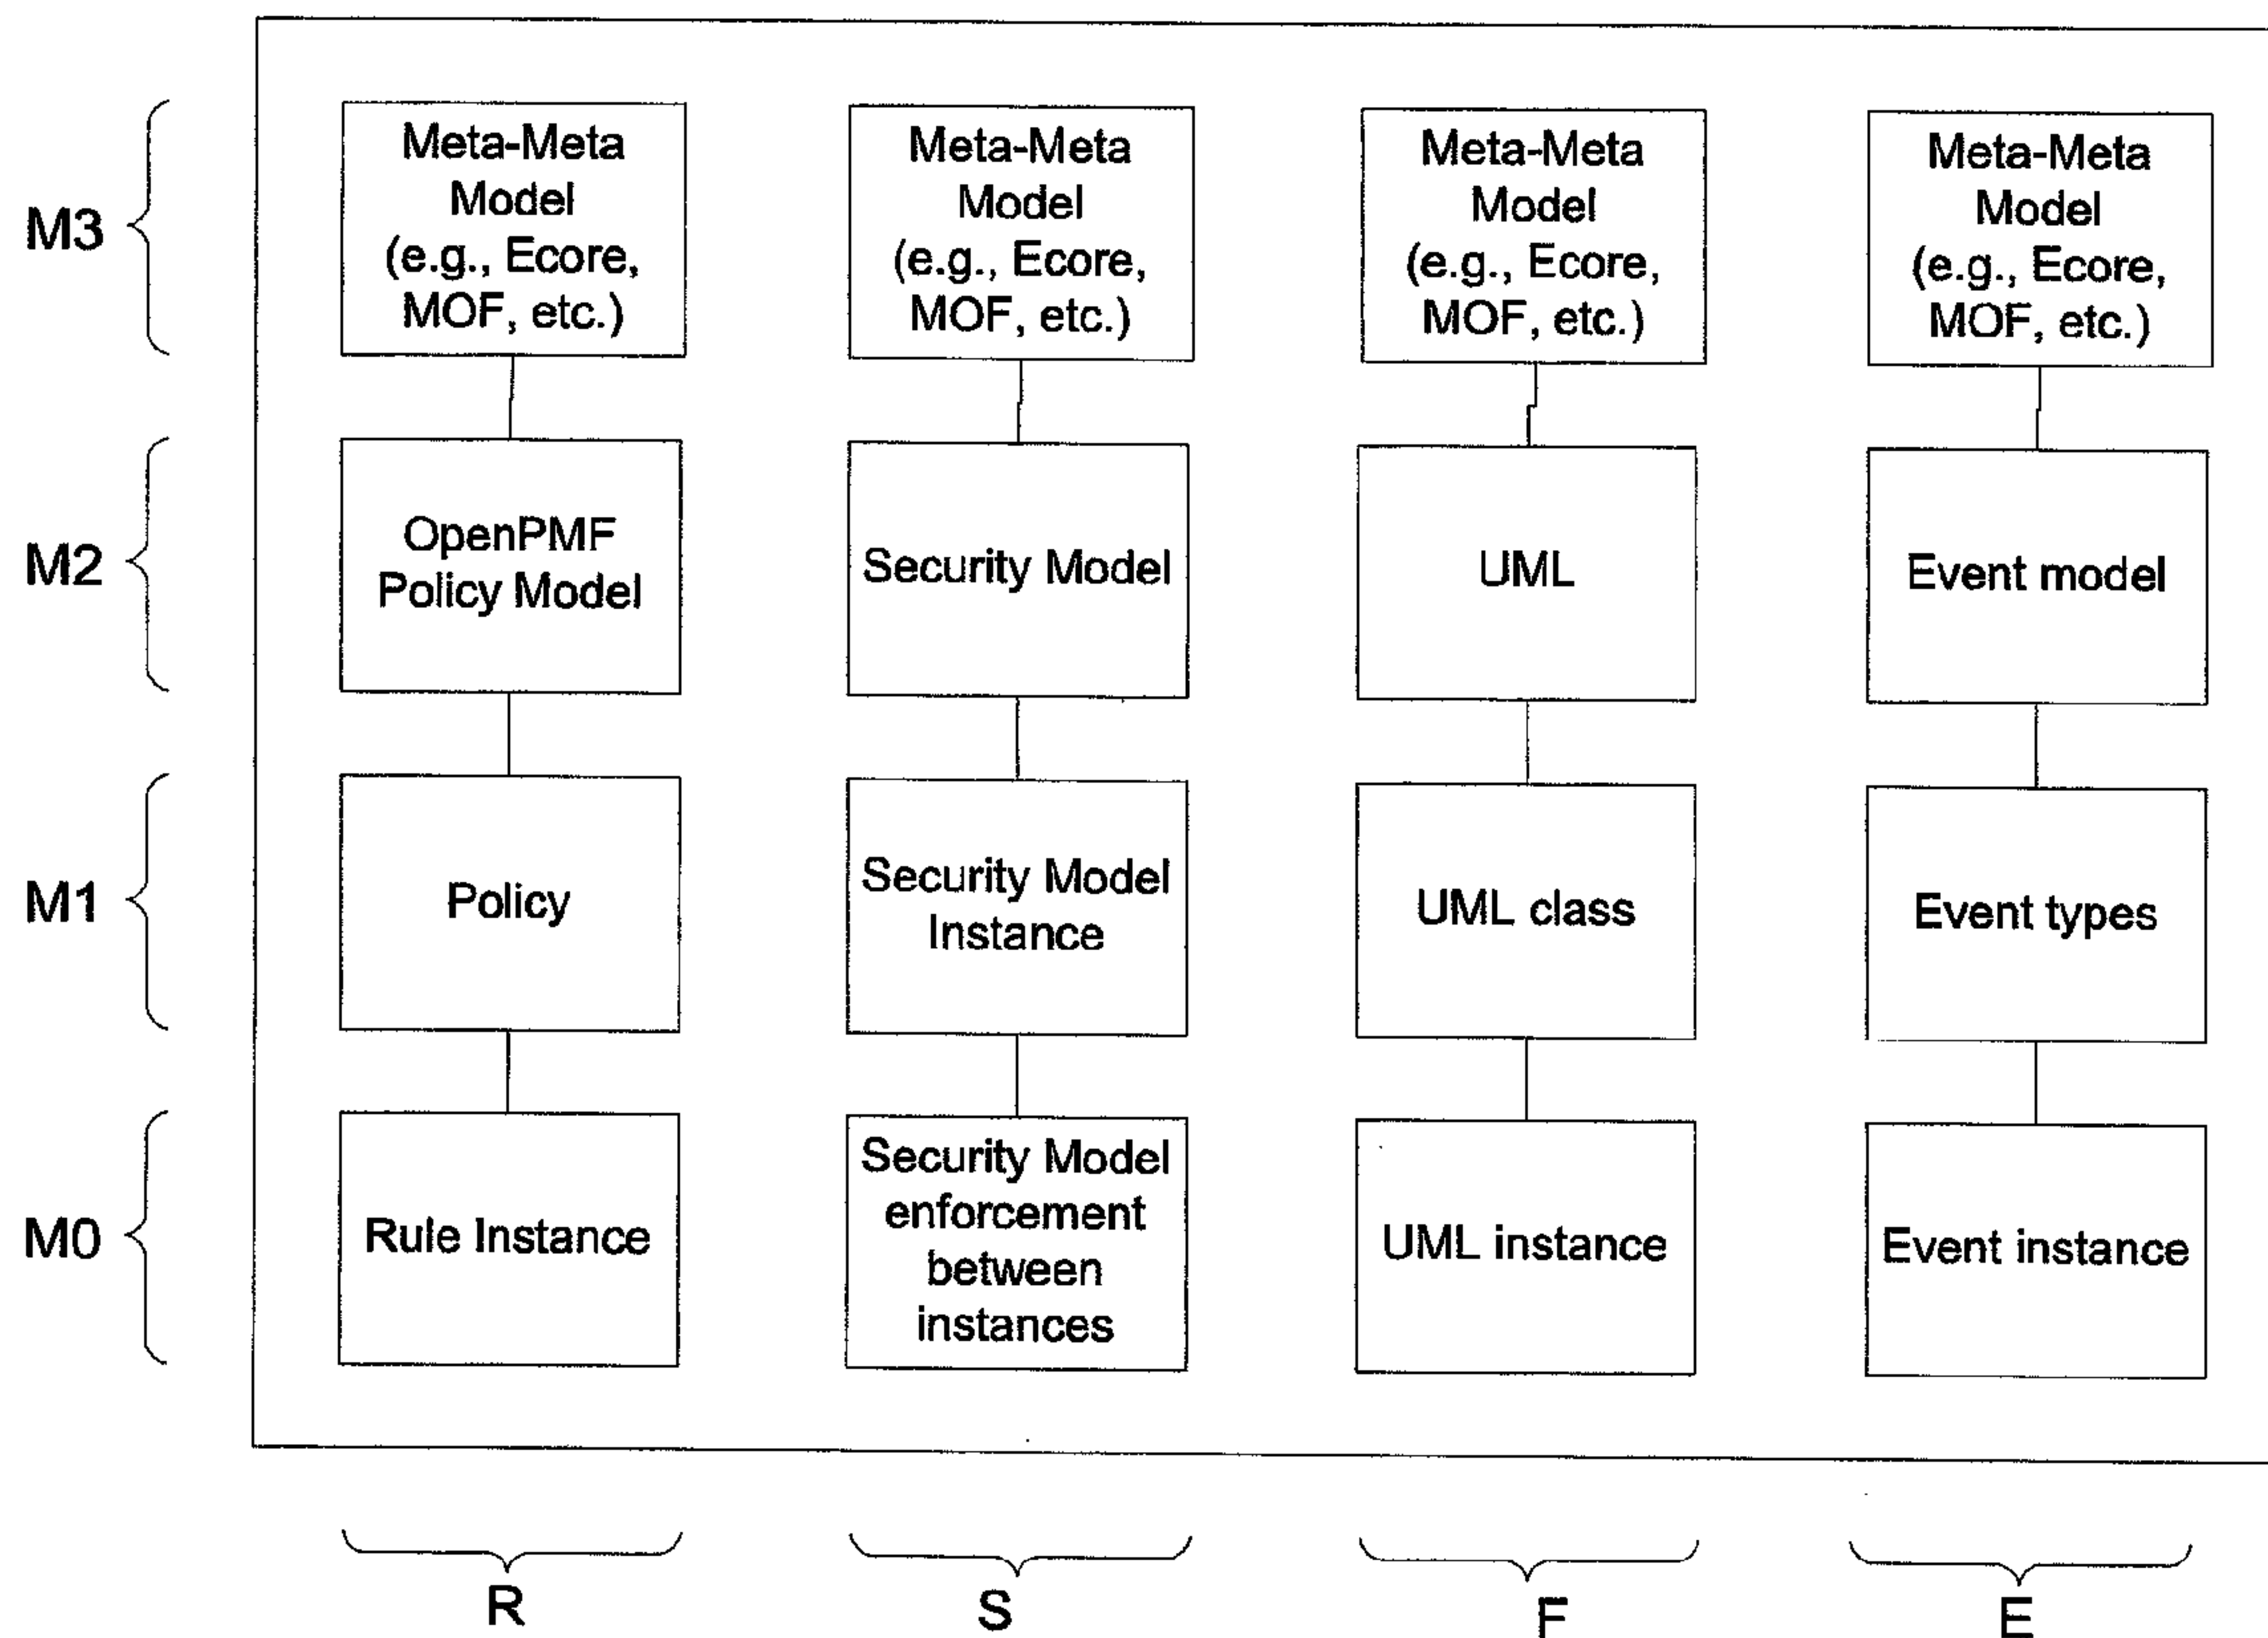 M3
Meta-Meta
Model
(e.g., Ecore,
MOF, etc.)
Meta-Meta
Model
(e.g., Ecore,
MOF, etc.)
Meta-Meta
Model
(e.g., Ecore,
MOF, etc.)
Meta-Meta
Model
(e.g., Ecore,
MOF, etc.)
M2
OpenPMF
Policy Model
Security Model
UML
Event model
M1
Policy
Security Model
Instance
UML class
Event types
M0
Rule Instance
Security Model
enforcement
between
instances
UML instance
Event instance
R
S
F
E